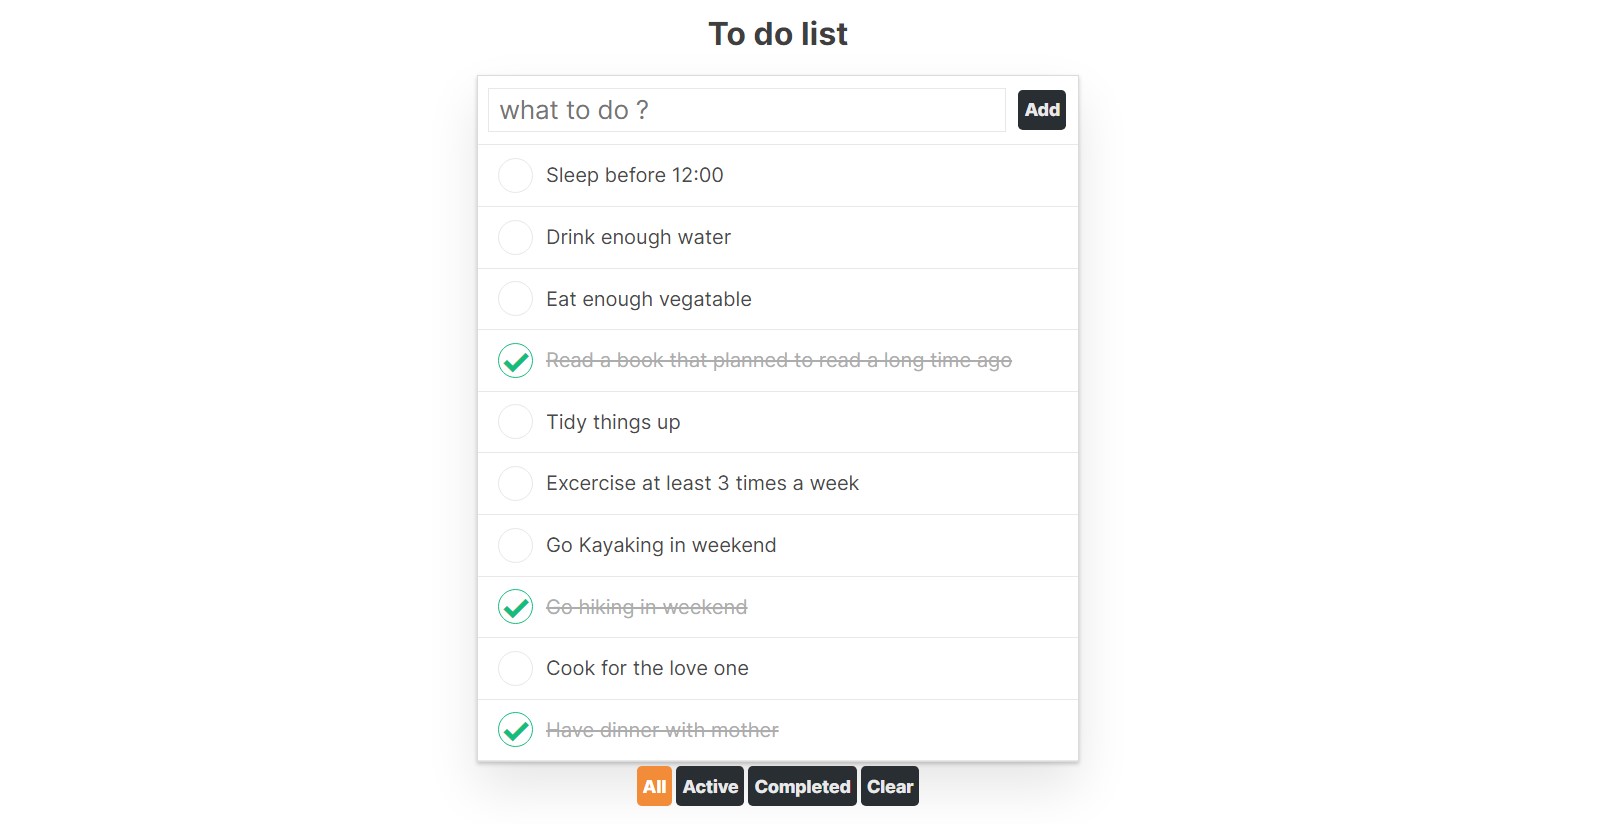 To do list
what to do ?
Add
Sleep before 12:00
Drink enough water
Eat enough vegatable
Read a book that planned to read a long time ago
Tidy things up
Excercise at least 3 times a week
Go Kayaking in weekend
Go hiking in weekend
Cook for the love one
Have dinner with mother
All Active Completed Clear